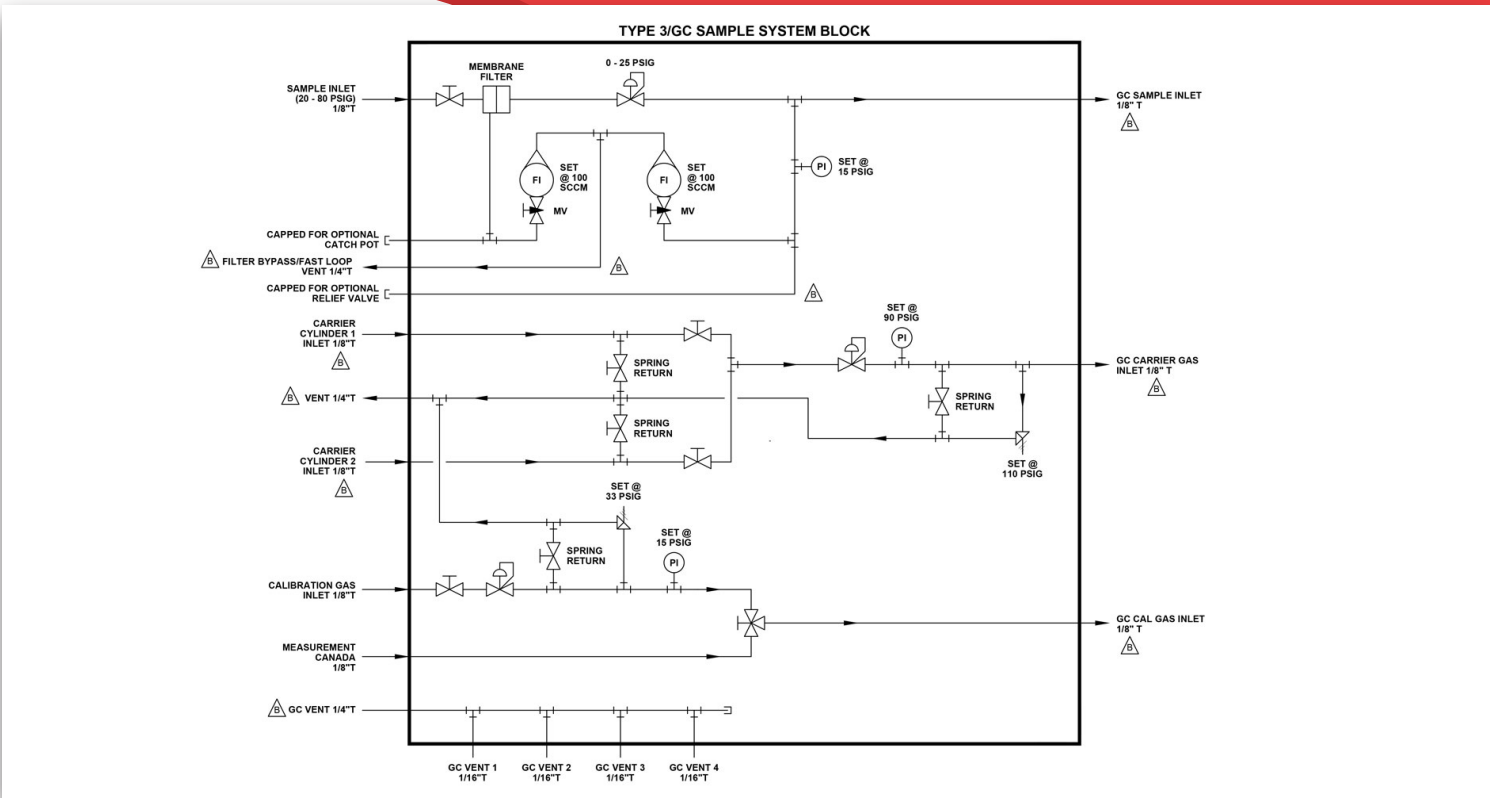 TYPE 3/GC SAMPLE SYSTEM BLOCK
SAMPLE INLET
(20 - 80 PSIG)
1/8"T
MEMBRANE
FILTER
0 - 25 PSIG
GC SAMPLE INLET
1/8" T
B
FI
SET
@ 100
SCCM
MV
FI
SET
@ 100
SCCM
MV
PI
SET @
15 PSIG
CAPPED FOR OPTIONAL
CATCH POT
B FILTER BYPASS/FAST LOOP
VENT 1/4"T
B
CAPPED FOR OPTIONAL
RELIEF VALVE
B
CARRIER
CYLINDER 1
INLET 1/8"T
B
SPRING
RETURN
SET @
90 PSIG
PI
GC CARRIER GAS
INLET 1/8" T
B
B VENT 1/4"T
SPRING
RETURN
SPRING
RETURN
CARRIER
CYLINDER 2
INLET 1/8"T
B
SET @
110 PSIG
SET @
33 PSIG
SPRING
RETURN
SET @
15 PSIG
PI
CALIBRATION GAS
INLET 1/8"T
GC CAL GAS INLET
1/8" T
B
MEASUREMENT
CANADA
1/8"T
B GC VENT 1/4"T
GC VENT 1
1/16"T
GC VENT 2
1/16"T
GC VENT 3
1/16"T
GC VENT 4
1/16"T